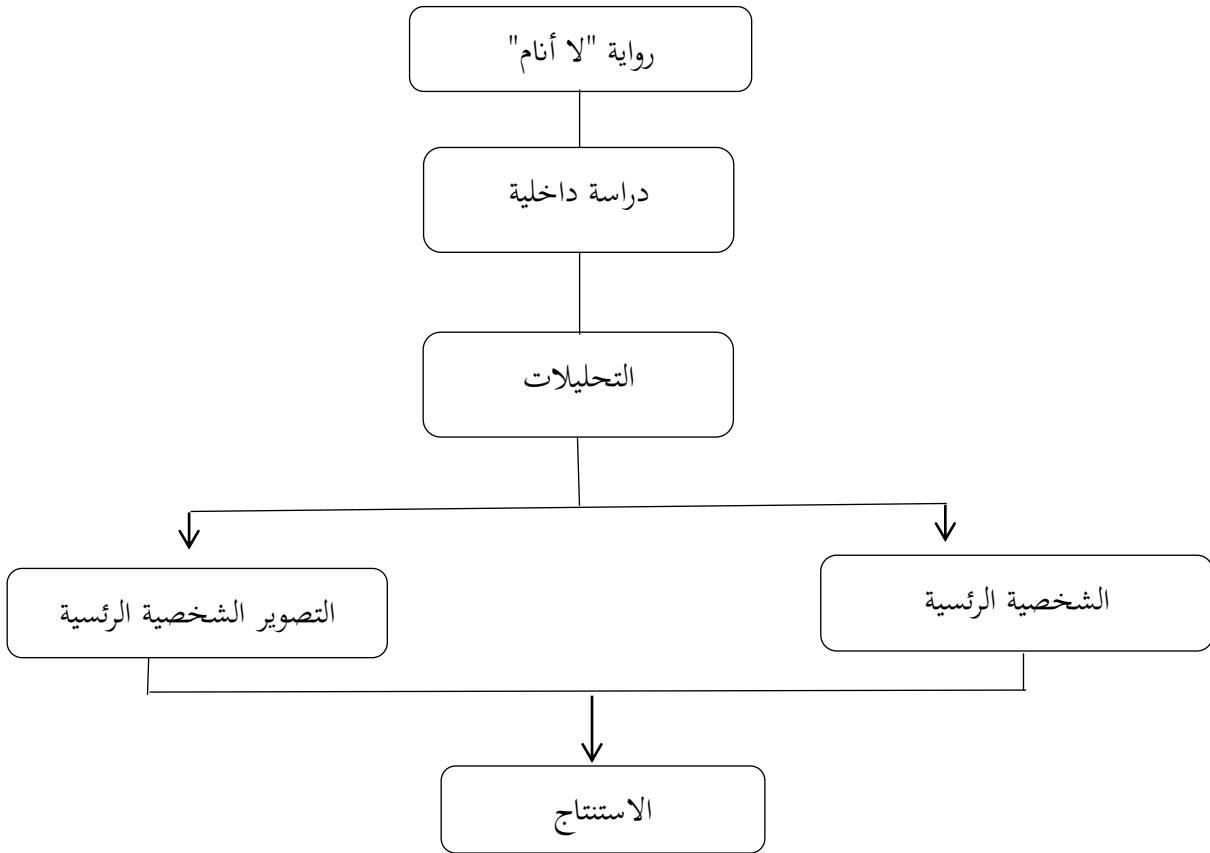 رواية "لا أنام"
دراسة داخلية
التحليلات
الشخصية الرئسية
التصوير الشخصية الرئسية
الاستنتاج